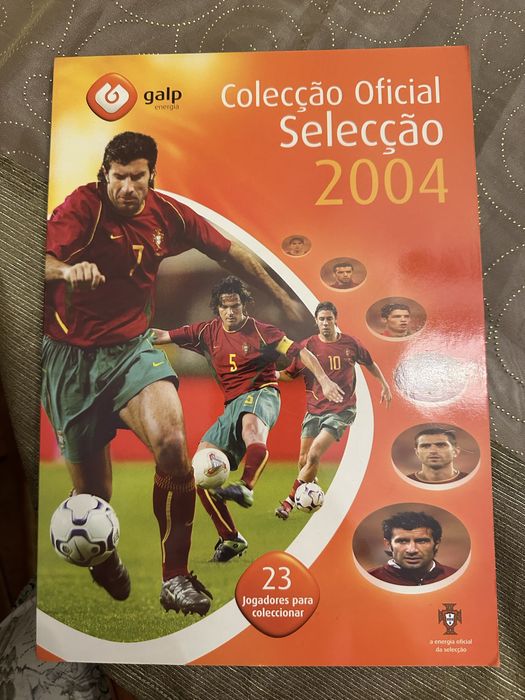 galp
energia
Colecção Oficial
Selecção
2004
7
5
10
23
Jogadores para
coleccionar
a energia oficial
da selecção